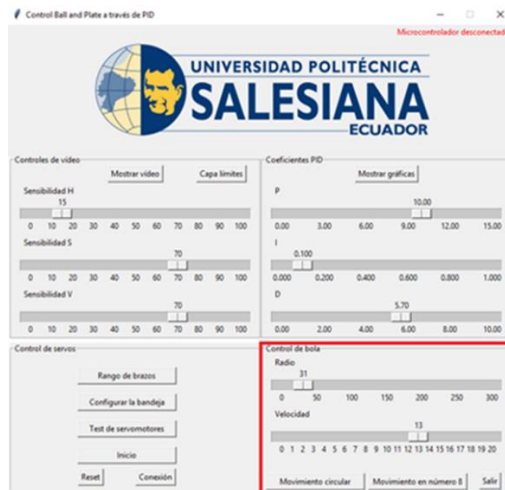 Control Ball and Plate a través de PID
Microcontrolador desconectad
UNIVERSIDAD POLITÉCNICA
SALESIANA
ECUADOR
Controles de vídeo
Mostrar vídeo Capa límites
Sensibilidad H
15
0 10 20 30 40 50 60 70 80 90 100
Sensibilidad S
70
0 10 20 30 40 50 60 70 80 90 100
Sensibilidad V
70
0 10 20 30 40 50 60 70 80 90 100
Coeficientes PID
Mostrar gráficas
P
10.00
0.00 3.00 6.00 9.00 12.00 15.00
I
0.100
0.000 0.200 0.400 0.600 0.800 1.000
D
5.70
0.00 2.00 4.00 6.00 8.00 10.00
Control de servos
Rango de brazos
Configurar la bandeja
Test de servomotores
Inicio
Reset Conexión
Control de bola
Radio
31
0 50 100 150 200 250 300
Velocidad
13
0 1 2 3 4 5 6 7 8 9 10 11 12 13 14 15 16 17 18 19 20
Movimiento circular Movimiento en número 8 Salir